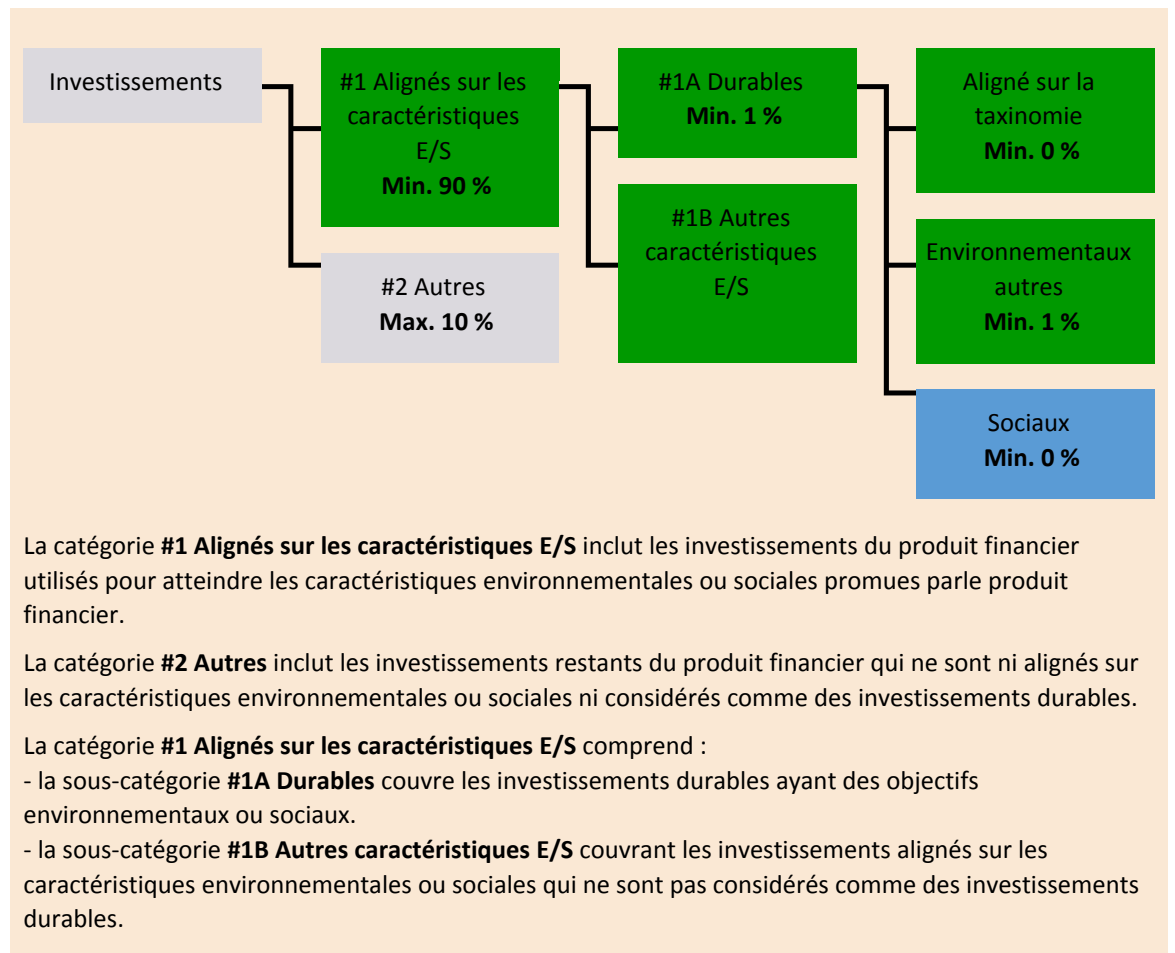 Investissements
#1 Alignés sur les
caractéristiques
E/S
Min. 90 %
#2 Autres
Max. 10 %
#1A Durables
Min. 1 %
#1B Autres
caractéristiques
E/S
Aligné sur la
taxinomie
Min. 0 %
Environnementaux
autres
Min. 1 %
Sociaux
Min. 0 %
La catégorie #1 Alignés sur les caractéristiques E/S inclut les investissements du produit financier
utilisés pour atteindre les caractéristiques environnementales ou sociales promues parle produit
financier.
La catégorie #2 Autres inclut les investissements restants du produit financier qui ne sont ni alignés sur
les caractéristiques environnementales ou sociales ni considérés comme des investissements durables.
La catégorie #1 Alignés sur les caractéristiques E/S comprend :
- la sous-catégorie #1A Durables couvre les investissements durables ayant des objectifs
environnementaux ou sociaux.
- la sous-catégorie #1B Autres caractéristiques E/S couvrant les investissements alignés sur les
caractéristiques environnementales ou sociales qui ne sont pas considérés comme des investissements
durables.